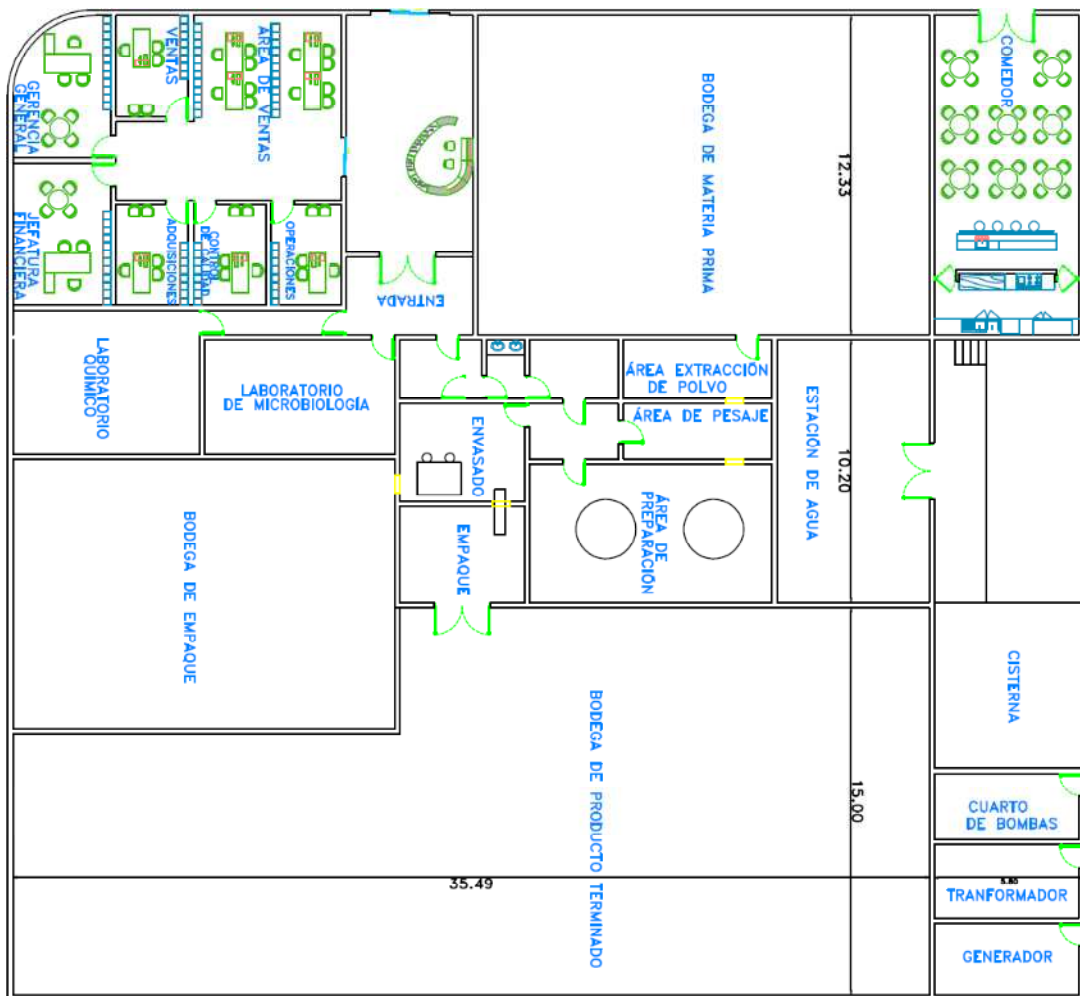 VENTAS
ÁREA DE VENTAS
GERENCIA
GENERAL
JEFATURA
FINANCIERA
ADQUISICIONES
CONTROL
DE CALIDAD
OPERACIONES
ENTRADA
BODEGA DE MATERIA PRIMA
12.33
COMEDOR
LABORATORIO
QUÍMICO
LABORATORIO
DE MICROBIOLOGÍA
ÁREA EXTRACCIÓN
DE POLVO
ÁREA DE PESAJE
ENVASADO
EMPAQUE
ÁREA DE
PREPARACIÓN
ESTACIÓN DE AGUA
10.20
BODEGA DE EMPAQUE
BODEGA DE PRODUCTO TERMINADO
15.00
35.49
CISTERNA
CUARTO
DE BOMBAS
5.80
TRANFORMADOR
GENERADOR